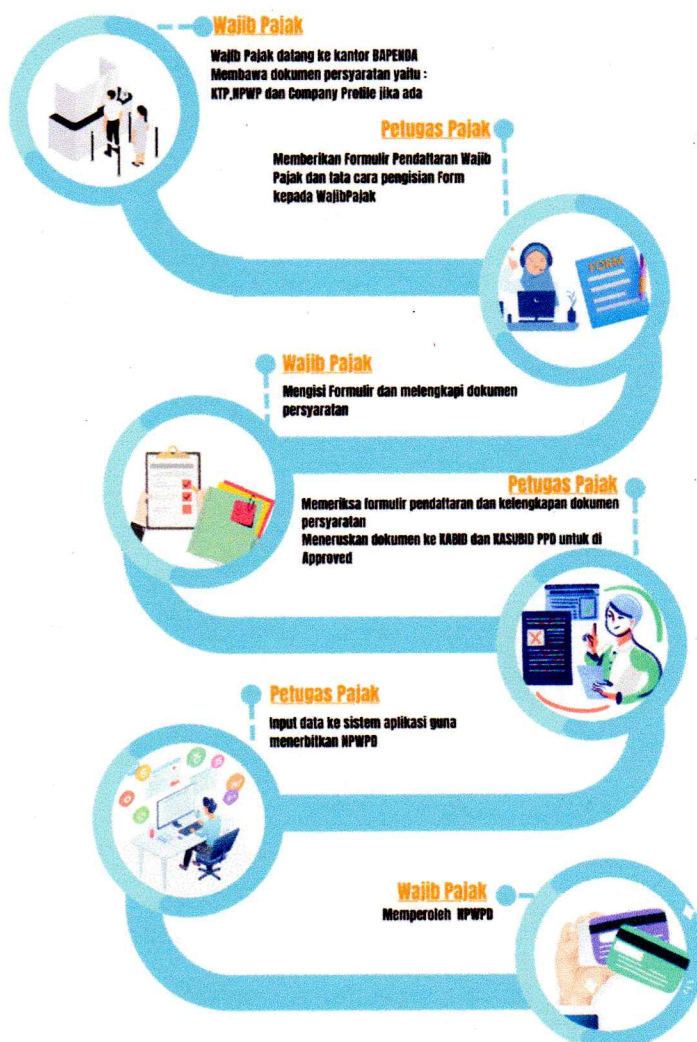 Wajib Pajak
Wajib Pajak datang ke kantor BAPENDA
Membawa dokumen persyaratan yaitu :
KTP,NPWP dan Company Profile jika ada
Petugas Pajak
Memberikan Formulir Pendaftaran Wajib
Pajak dan tata cara pengisian Form
kepada WajibPajak
FORM
Wajib Pajak
Mengisi Formulir dan melengkapi dokumen
persyaratan
Petugas Pajak
Memeriksa formulir pendaftaran dan kelengkapan dokumen
persyaratan
Meneruskan dokumen ke KABID dan KASUBID PPD untuk di
Approved
Petugas Pajak
Input data ke sistem aplikasi guna
menerbitkan NPWPD
Wajib Pajak
Memperoleh NPWPD